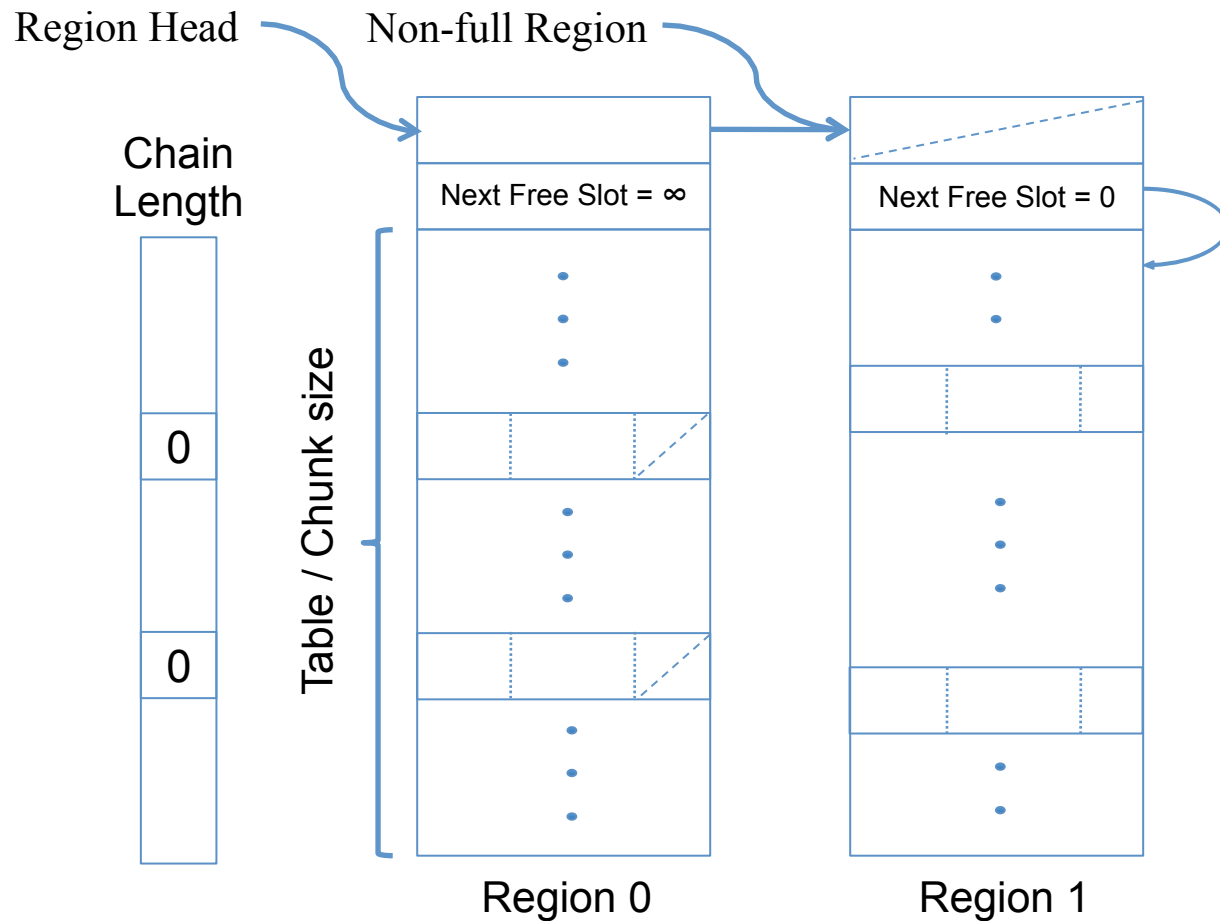 Region Head
Non-full Region
Chain
Length
Next Free Slot = ∞
Next Free Slot = 0
0
0
Table / Chunk size
Region 0
Region 1